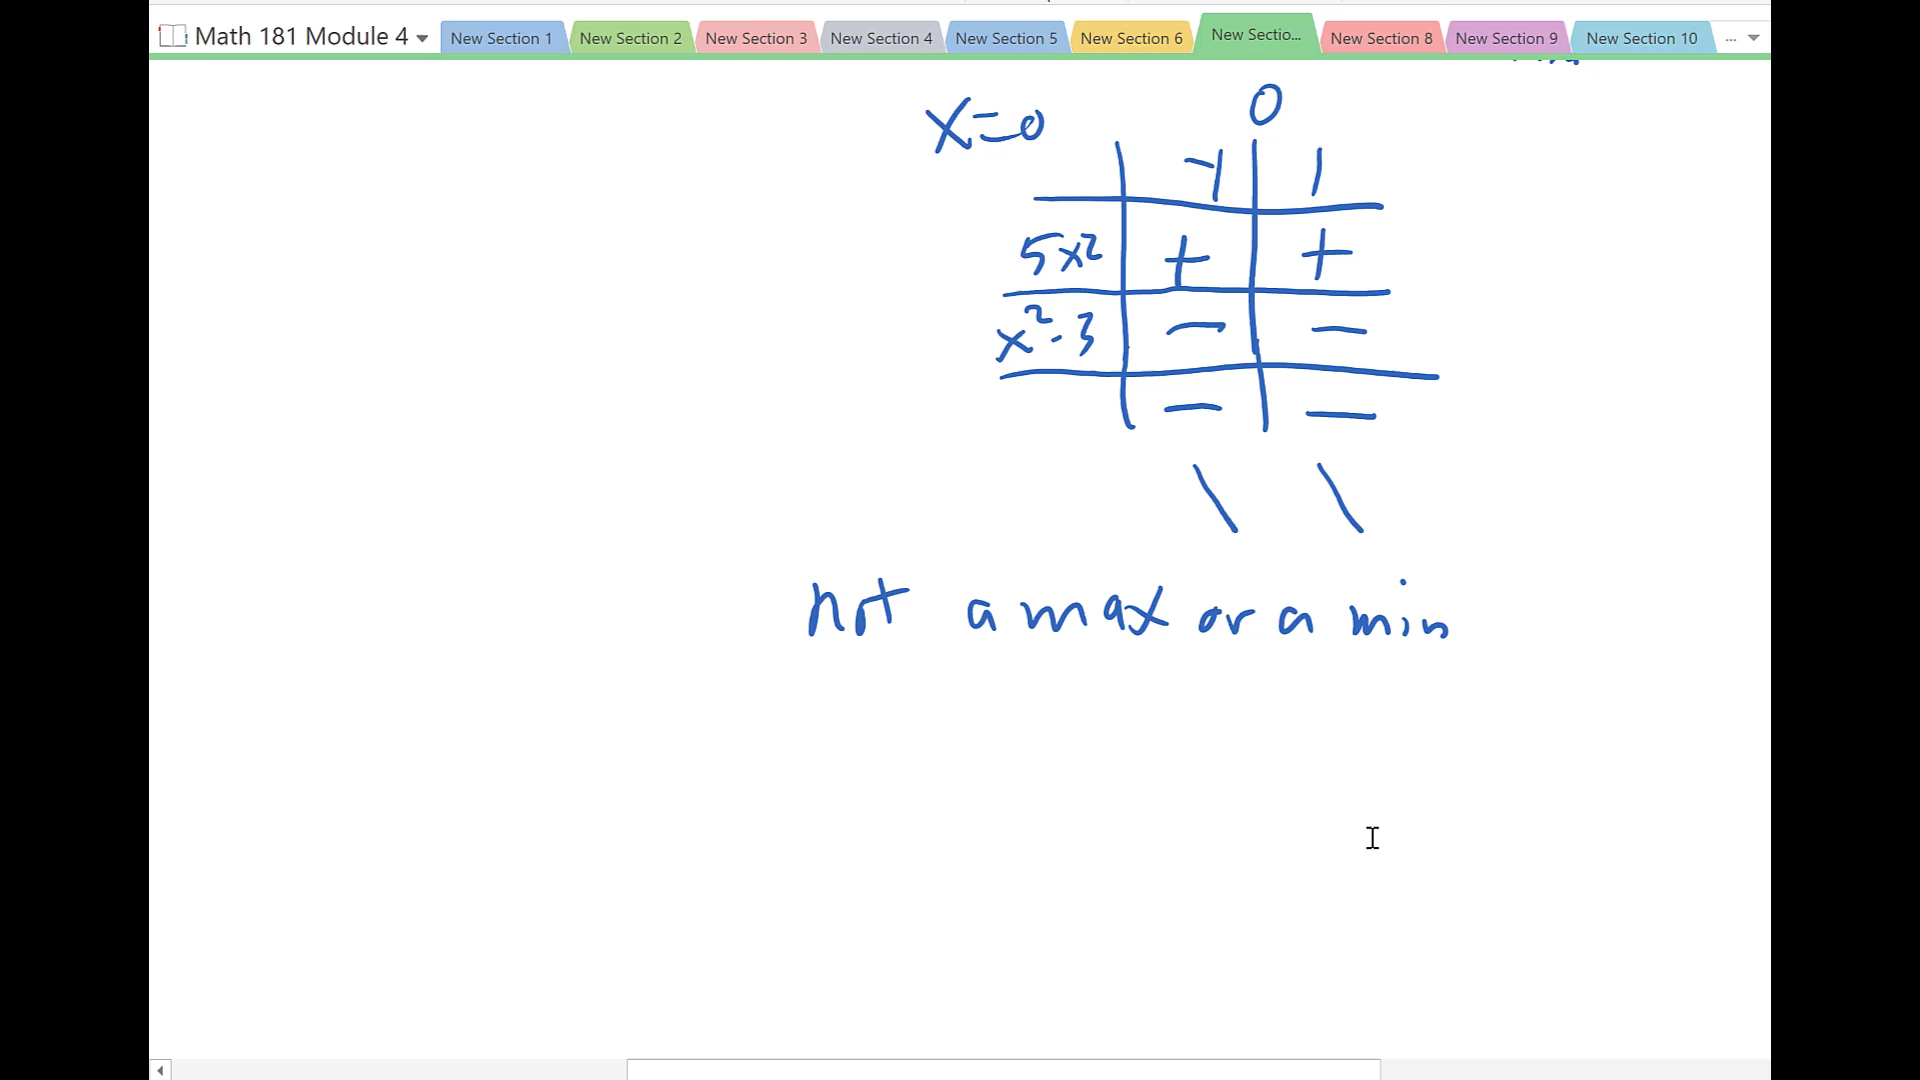 Math 181 Module 4 New Section 1 New Section 2 New Section 3 New Section 4 New Section 5 New Section 6 New Sectio... New Section 8 New Section 9 New Section 10 ...
x=0 0
-1 1
5x² + +
x²-3 - -
- -
\ \
not a max or a min